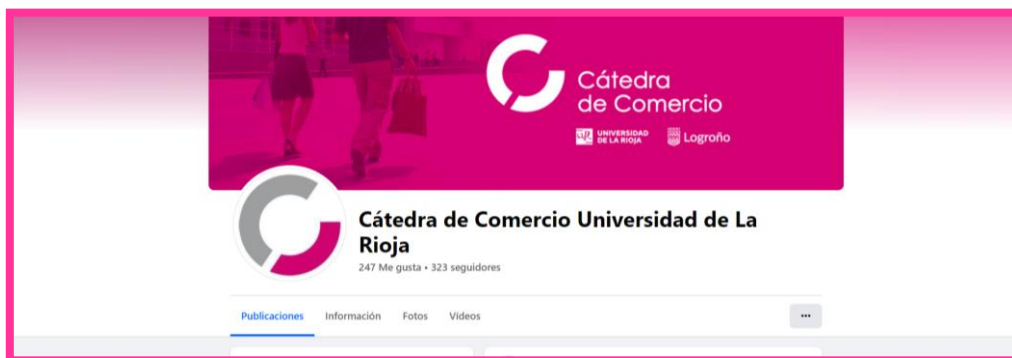 Cátedra
de Comercio
UNIVERSIDAD
DE LA RIOJA
Logroño
Cátedra de Comercio Universidad de La
Rioja
247 Me gusta • 323 seguidores
Publicaciones Información Fotos Vídeos